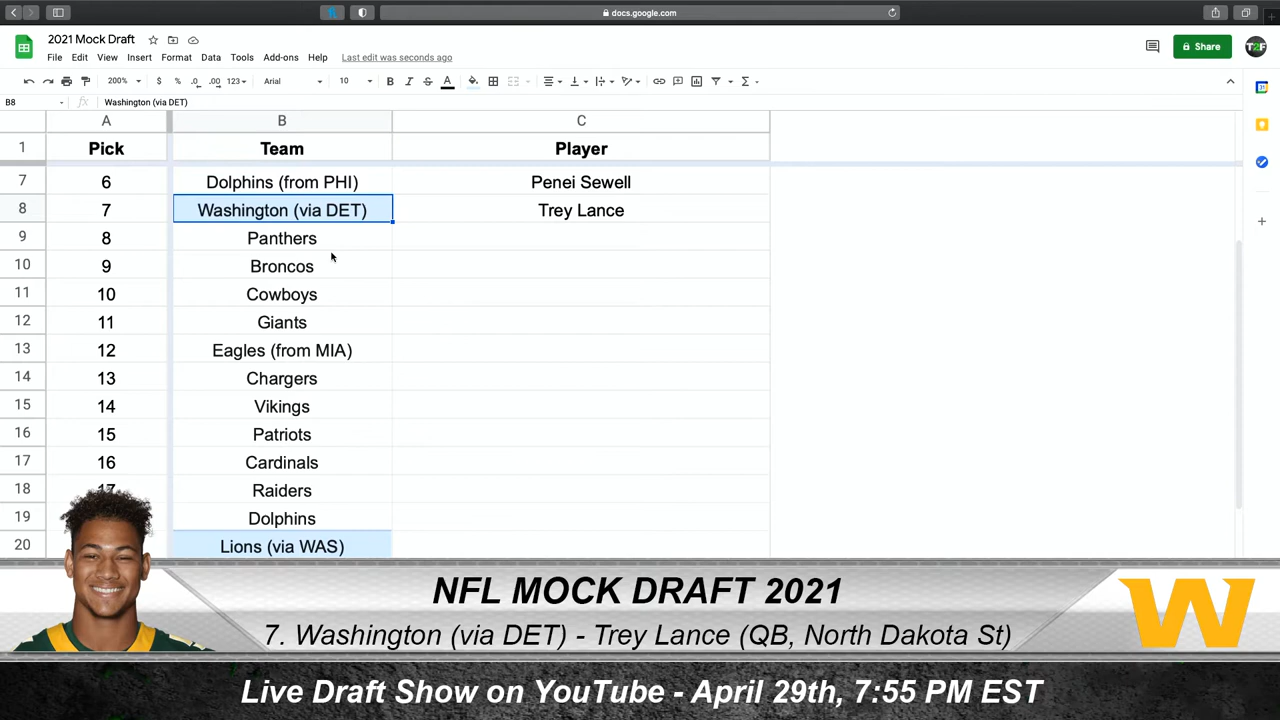 docs.google.com
2021 Mock Draft
File Edit View Insert Format Data Tools Add-ons Help Last edit was seconds ago
Share
T2F
200% $ % .0 .00 123 Arial 10 B I S A Σ
B8 fx Washington (via DET)
A B C
1 Pick Team Player
7 6 Dolphins (from PHI) Penei Sewell
8 7 Washington (via DET) Trey Lance
9 8 Panthers
10 9 Broncos
11 10 Cowboys
12 11 Giants
13 12 Eagles (from MIA)
14 13 Chargers
15 14 Vikings
16 15 Patriots
17 16 Cardinals
18 17 Raiders
19 Dolphins
20 Lions (via WAS)
NFL MOCK DRAFT 2021
7. Washington (via DET) - Trey Lance (QB, North Dakota St)
W
Live Draft Show on YouTube - April 29th, 7:55 PM EST